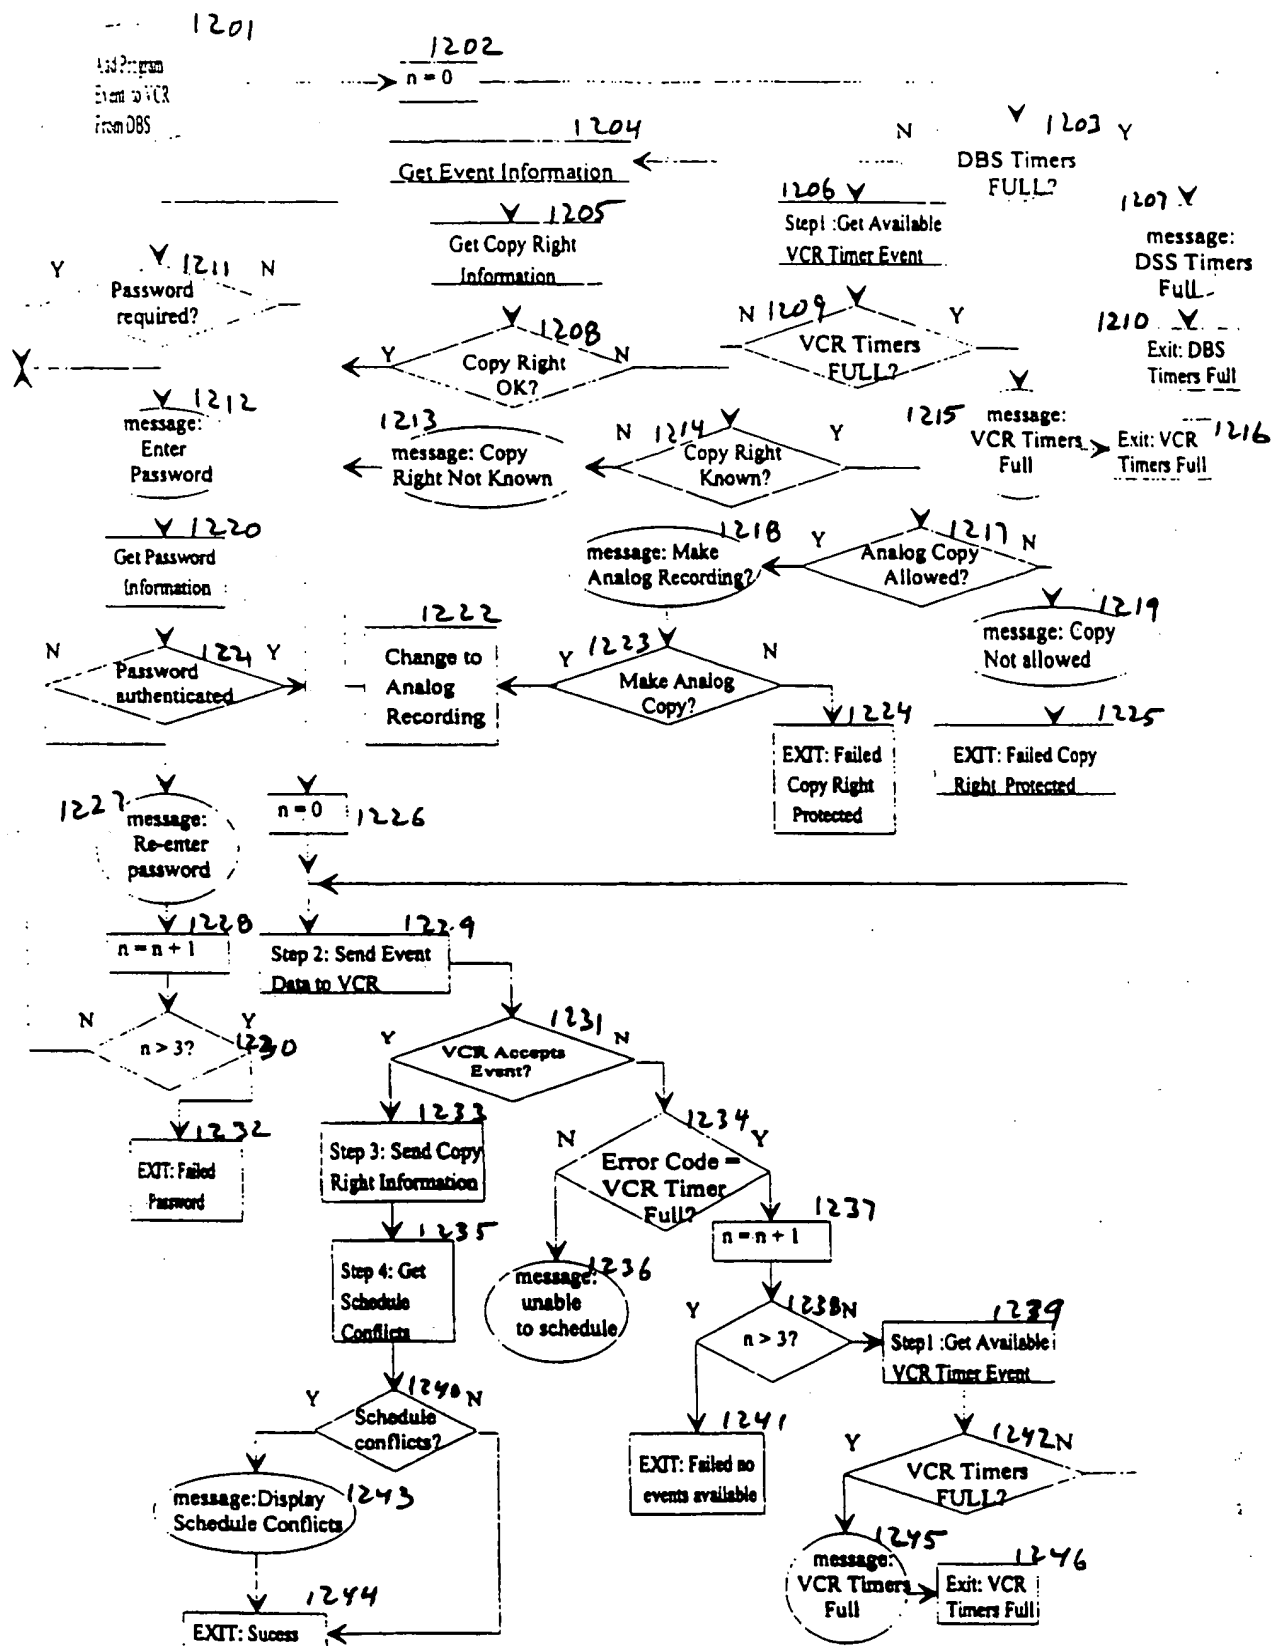 1201
Add Program
Event to VCR
From DBS
1202
n = 0
1203
N
Y
DBS Timers
FULL?
1204
Get Event Information
1205
Get Copy Right
Information
1206
Step1 :Get Available
VCR Timer Event
1207
message:
DSS Timers
Full
1208
Y
N
Copy Right
OK?
1209
N
Y
VCR Timers
FULL?
1210
Exit: DBS
Timers Full
1211
Y
N
Password
required?
1212
message:
Enter
Password
1213
message: Copy
Right Not Known
1214
N
Y
Copy Right
Known?
1215
message:
VCR Timers
Full
1216
Exit: VCR
Timers Full
1217
Y
N
Analog Copy
Allowed?
1218
message: Make
Analog Recording?
1219
message: Copy
Not allowed
1220
Get Password
Information
1221
N
Y
Password
authenticated
1222
Change to
Analog
Recording
1223
Y
N
Make Analog
Copy?
1224
EXIT: Failed
Copy Right
Protected
1225
EXIT: Failed Copy
Right Protected
1227
message:
Re-enter
password
n = 0
1226
1228
n = n + 1
1229
Step 2: Send Event
Data to VCR
N
Y
n > 3?
1230
1231
Y
N
VCR Accepts
Event?
1232
EXIT: Failed
Password
1233
Step 3: Send Copy
Right Information
1234
N
Y
Error Code =
VCR Timer
Full?
1235
Step 4: Get
Schedule
Conflicts
1236
message:
unable
to schedule
1237
n = n + 1
1238
Y
N
n > 3?
1239
Step1 :Get Available
VCR Timer Event
1240
Y
N
Schedule
conflicts?
1241
EXIT: Failed no
events available
1242
Y
N
VCR Timers
FULL?
1243
message:Display
Schedule Conflicts
1244
EXIT: Sucess
1245
message:
VCR Timers
Full
1246
Exit: VCR
Timers Full